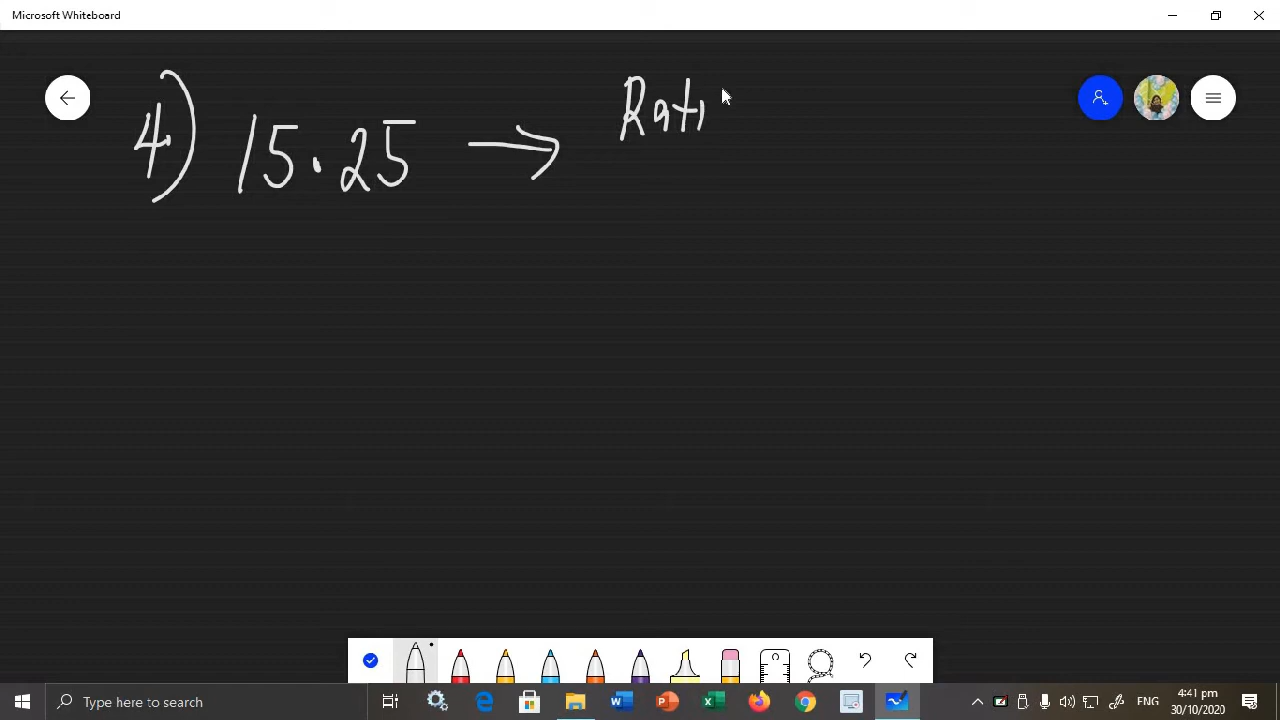 Microsoft Whiteboard
4) 15.25 → Rati
Type here to search
ENG
4:41 pm
30/10/2020